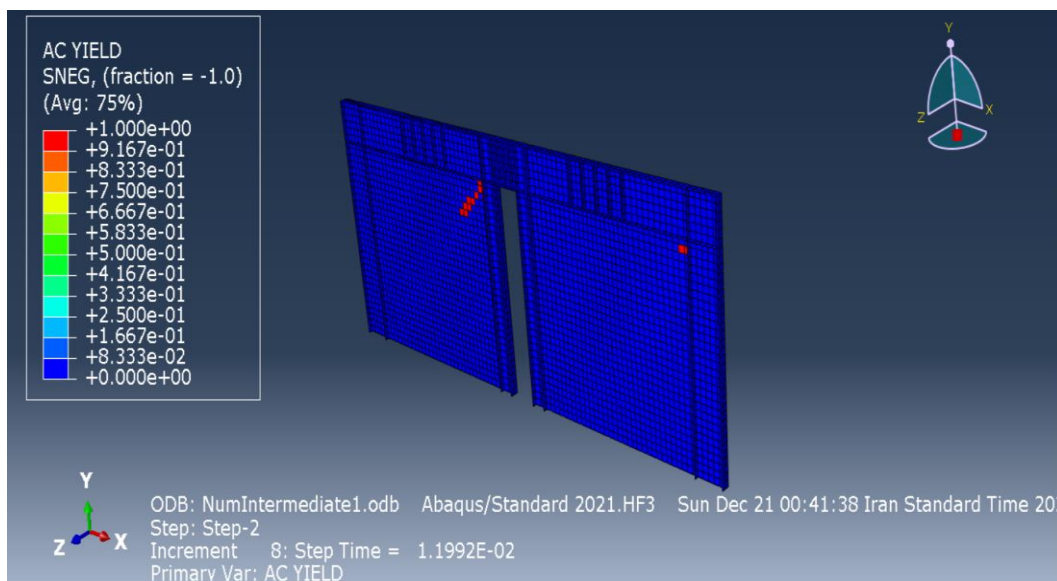 AC YIELD
SNEG, (fraction = -1.0)
(Avg: 75%)
+1.000e+00
+9.167e-01
+8.333e-01
+7.500e-01
+6.667e-01
+5.833e-01
+5.000e-01
+4.167e-01
+3.333e-01
+2.500e-01
+1.667e-01
+8.333e-02
+0.000e+00
Y
Z X
Y
Z X
ODB: NumIntermediate1.odb Abaqus/Standard 2021.HF3 Sun Dec 21 00:41:38 Iran Standard Time
Step: Step-2
Increment 8: Step Time = 1.1992E-02
Primary Var: AC YIELD